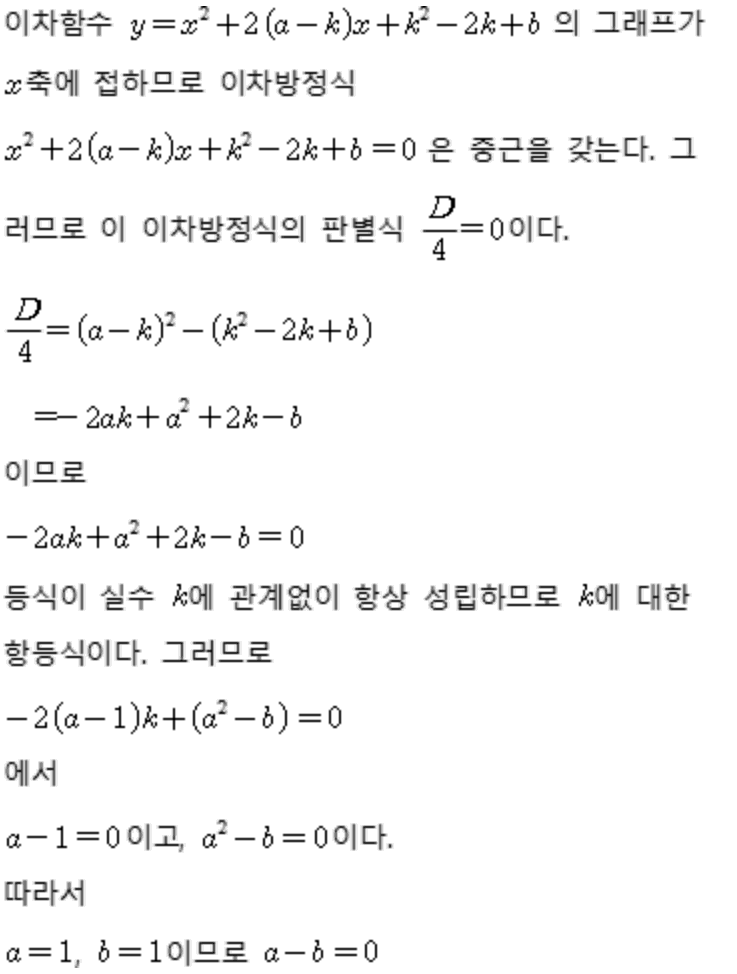 이차함수 y=x²+2(a-k)x+k²-2k+b 의 그래프가
x축에 접하므로 이차방정식
x²+2(a-k)x+k²-2k+b=0 은 중근을 갖는다. 그
러므로 이 이차방정식의 판별식 D/4=0이다.
D/4=(a-k)²-(k²-2k+b)
=-2ak+a²+2k-b
이므로
-2ak+a²+2k-b=0
등식이 실수 k에 관계없이 항상 성립하므로 k에 대한
항등식이다. 그러므로
-2(a-1)k+(a²-b)=0
에서
a-1=0이고, a²-b=0이다.
따라서
a=1, b=1이므로 a-b=0